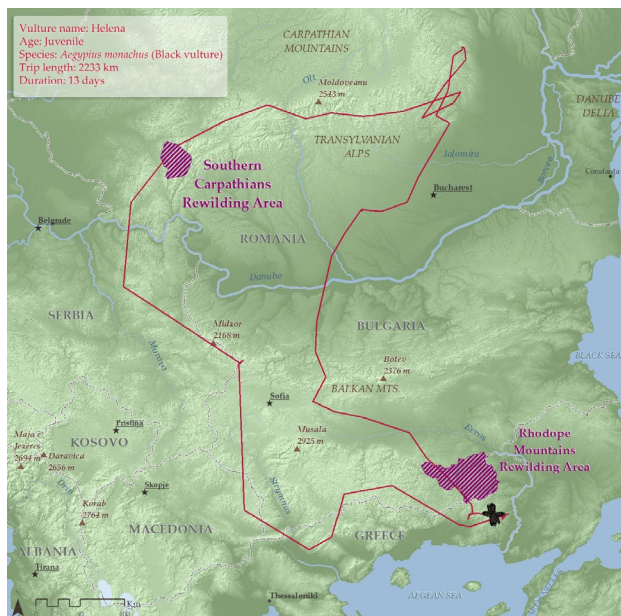 Vulture name: Helena
Age: Juvenile
Species: Aegypius monachus (Black vulture)
Trip length: 2233 km
Duration: 13 days
CARPATHIAN
MOUNTAINS
Olt
Moldoveanu
2543 m
DANUBE
DELTA
TRANSYLVANIAN
ALPS
Ialomita
Southern
Carpathians
Rewilding Area
Constanta
Bucharest
Belgrade
ROMANIA
Danube
SERBIA
Midzor
2168 m
BULGARIA
BLACK SEA
Botev
2376 m
BALKAN MTS.
Sofia
Pristina
Musala
2925 m
Evros
Rhodope
Mountains
Rewilding Area
KOSOVO
Maja e
Jezeres
2694 m
Daravica
2656 m
Skopje
Drin
Korab
2764 m
Strymonas
MACEDONIA
GREECE
ALBANIA
Tirana
Thessaloniki
AEGEAN SEA
Km